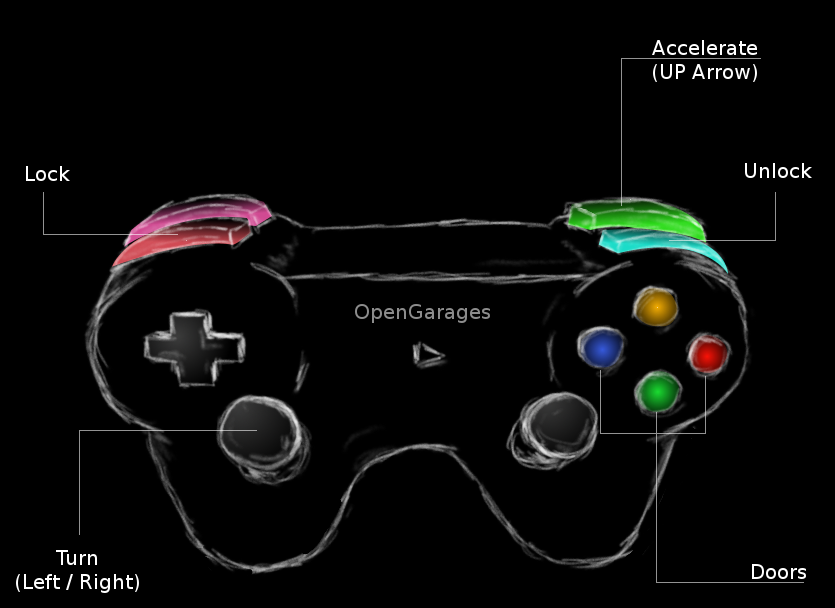 Accelerate
(UP Arrow)
Lock
Unlock
OpenGarages
Turn
(Left / Right)
Doors